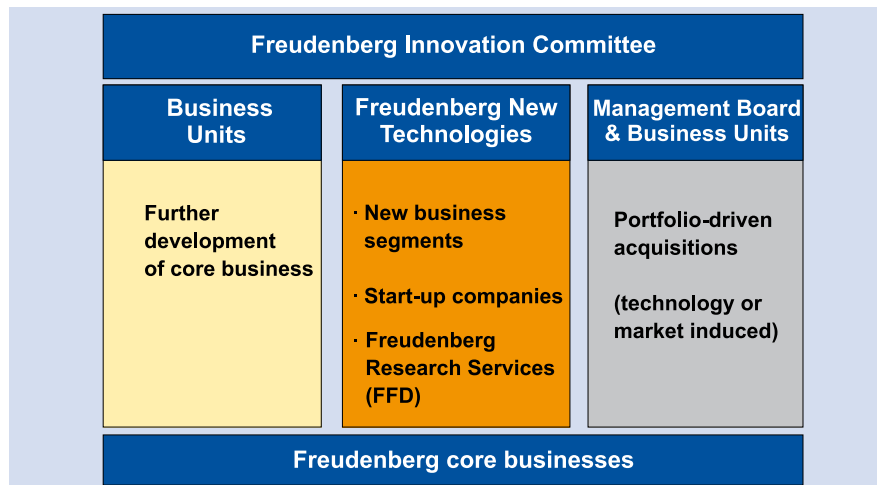 Freudenberg Innovation Committee
Business
Units
Further
development
of core business
Freudenberg New
Technologies
· New business
segments
· Start-up companies
· Freudenberg
Research Services
(FFD)
Management Board
& Business Units
Portfolio-driven
acquisitions
(technology or
market induced)
Freudenberg core businesses